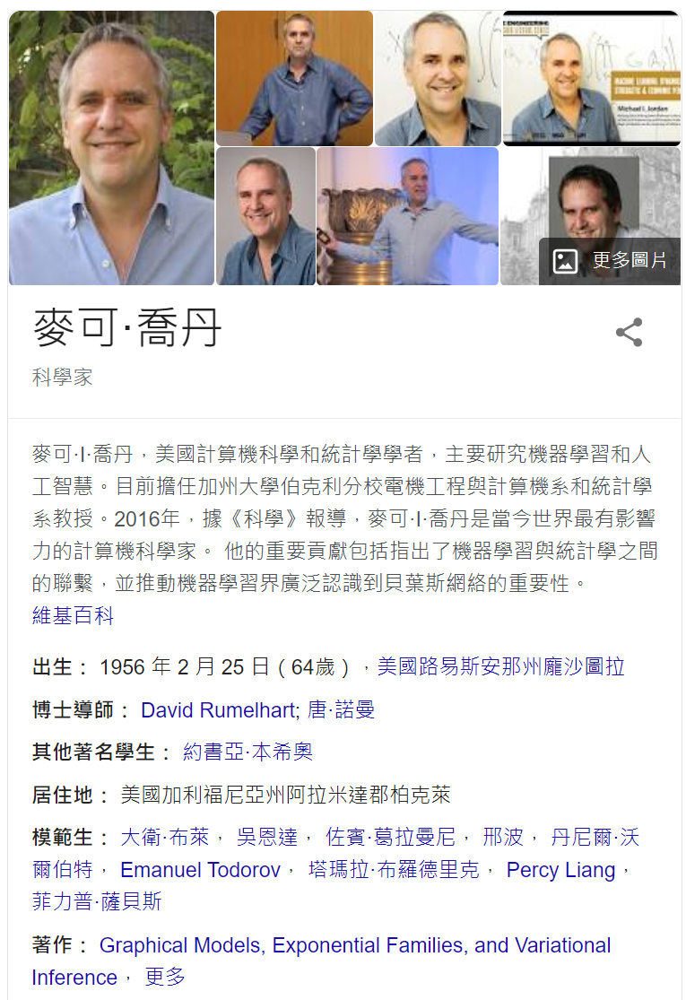 E ENGINEERING
MACHINE LEARNING: DYNAMICAL,
Michael I. Jordan
更多圖片
麥可·喬丹
科學家
麥可·I·喬丹，美國計算機科學和統計學學者，主要研究機器學習和人
工智慧。目前擔任加州大學伯克利分校電機工程與計算機系和統計學
系教授。2016年，據《科學》報導，麥可·I·喬丹是當今世界最有影響
力的計算機科學家。 他的重要貢獻包括指出了機器學習與統計學之間
的聯繫，並推動機器學習界廣泛認識到貝葉斯網絡的重要性。
維基百科
出生： 1956 年 2 月 25 日（64歲），美國路易斯安那州龐沙圖拉
博士導師： David Rumelhart; 唐·諾曼
其他著名學生： 約書亞·本希奧
居住地： 美國加利福尼亞州阿拉米達郡柏克萊
模範生： 大衛·布萊， 吳恩達， 佐賓·葛拉曼尼， 邢波， 丹尼爾·沃
爾伯特， Emanuel Todorov， 塔瑪拉·布羅德里克， Percy Liang，
菲力普·薩貝斯
著作： Graphical Models, Exponential Families, and Variational
Inference， 更多